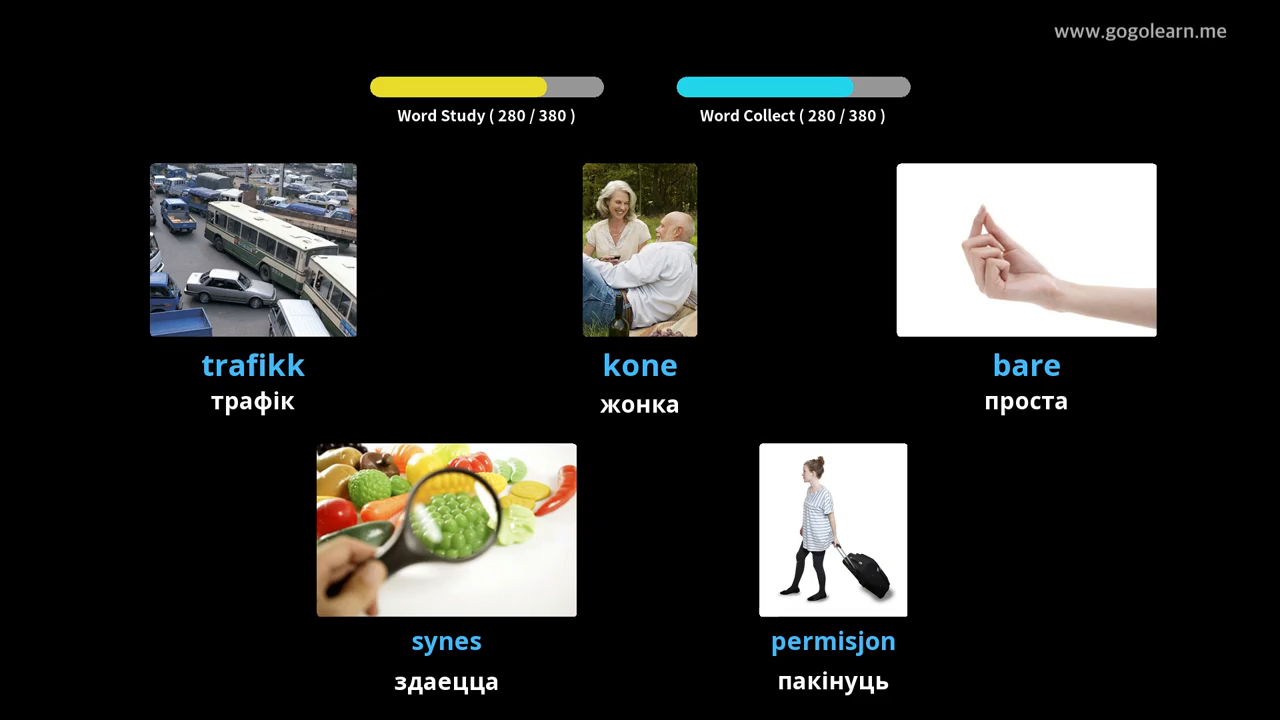 www.gogolearn.me
Word Study ( 280 / 380 )
Word Collect ( 280 / 380 )
trafikk
трафік
kone
жонка
bare
проста
synes
здаецца
permisjon
пакінуць